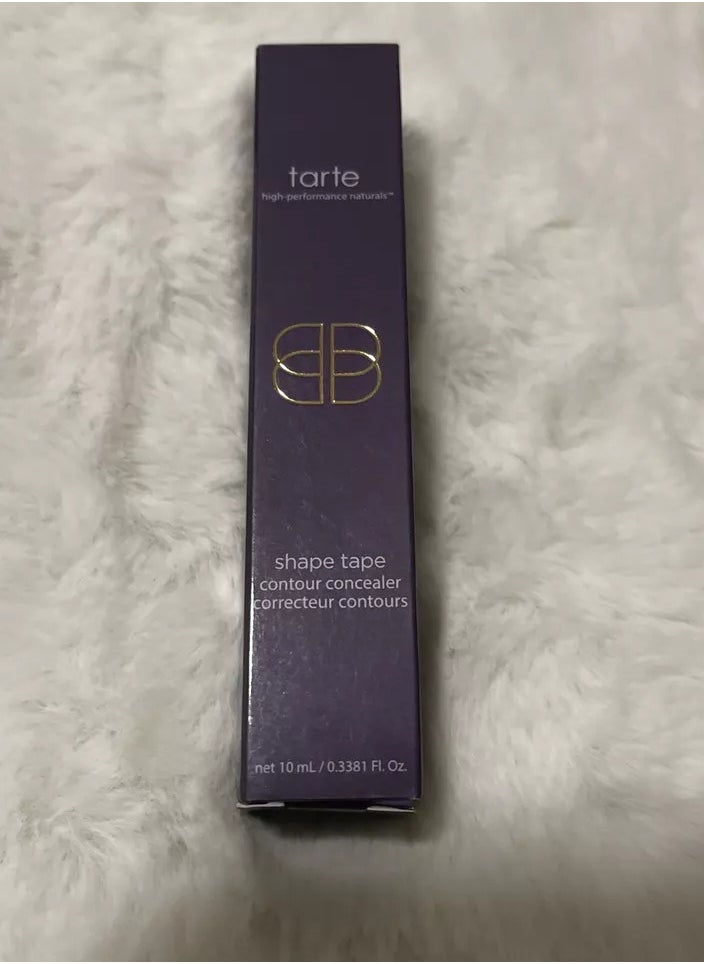 tarte
high-performance naturals™
shape tape
contour concealer
correcteur contours
net 10 mL / 0.3381 Fl. Oz.